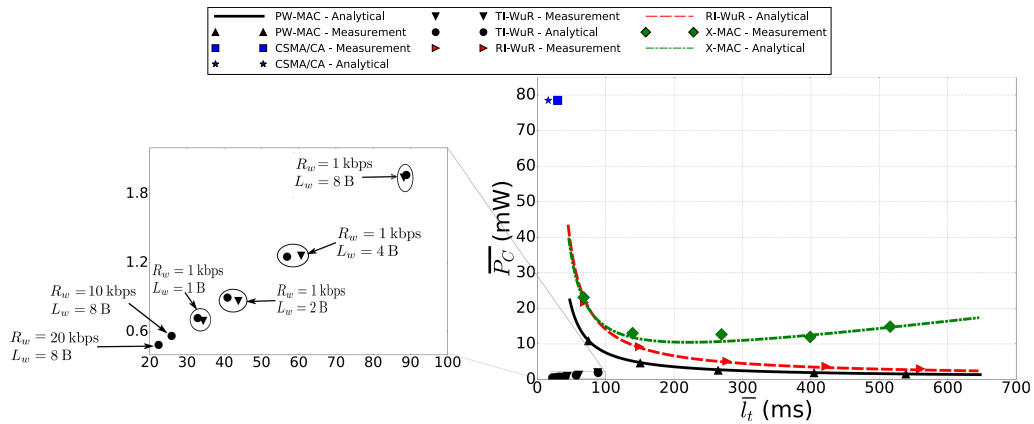 PW-MAC - Analytical
PW-MAC - Measurement
CSMA/CA - Measurement
CSMA/CA - Analytical
TI-WuR - Measurement
TI-WuR - Analytical
RI-WuR - Measurement
RI-WuR - Analytical
X-MAC - Measurement
X-MAC - Analytical
R_w = 1 kbps
L_w = 8 B
R_w = 1 kbps
L_w = 4 B
R_w = 1 kbps
L_w = 1 B
R_w = 1 kbps
L_w = 2 B
R_w = 10 kbps
L_w = 8 B
R_w = 20 kbps
L_w = 8 B
1.8
1.2
0.6
20 30 40 50 60 70 80 90 100
80
70
60
50
40
30
20
10
0
P_C (mW)
0 100 200 300 400 500 600 700
l_t (ms)